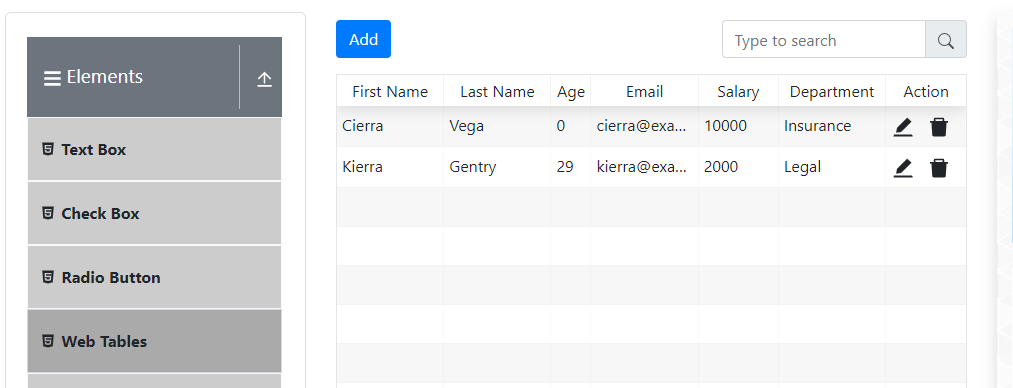 Elements
Text Box
Check Box
Radio Button
Web Tables
Add
Type to search
First Name Last Name Age Email Salary Department Action
Cierra Vega 0 cierra@exa... 10000 Insurance
Kierra Gentry 29 kierra@exa... 2000 Legal